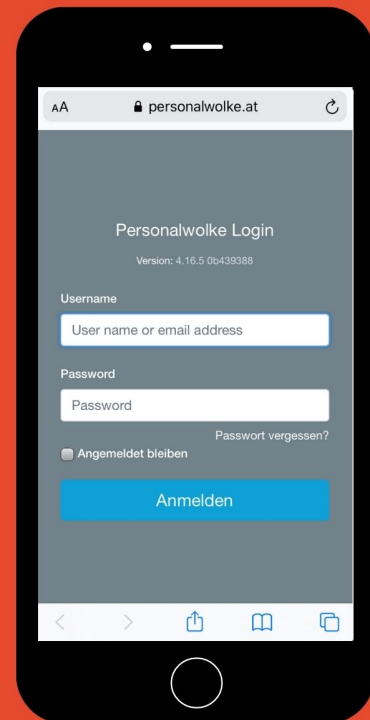 AA personalwolke.at
Personalwolke Login
Version: 4.16.5 0b439388
Username
User name or email address
Password
Password
Passwort vergessen?
Angemeldet bleiben
Anmelden